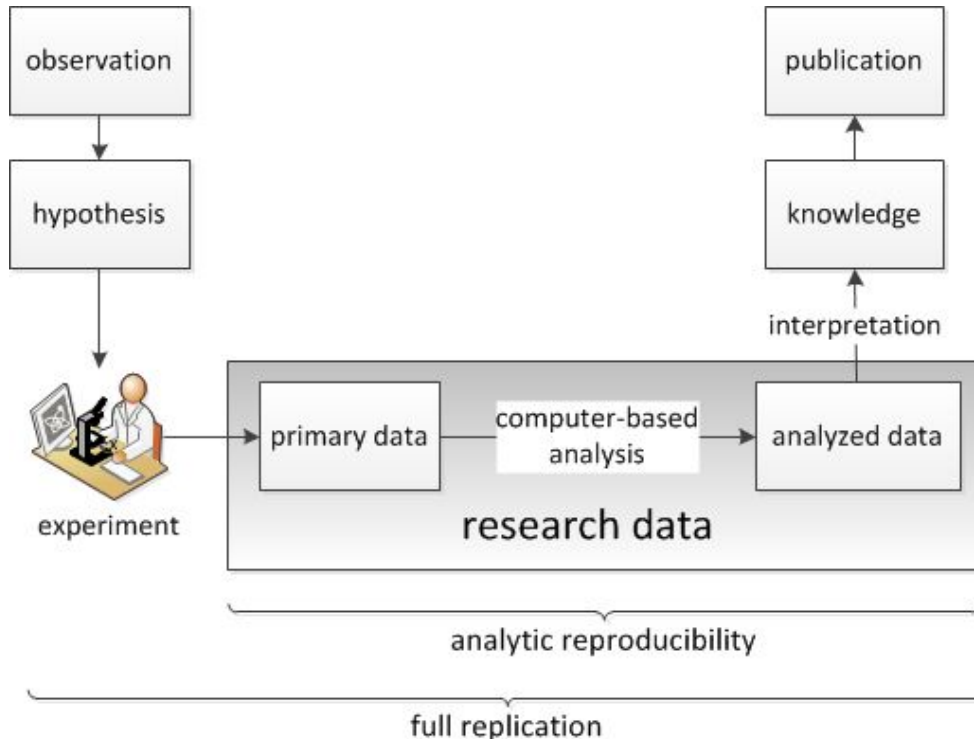 observation
hypothesis
experiment
primary data
computer-based
analysis
analyzed data
research data
interpretation
knowledge
publication
analytic reproducibility
full replication